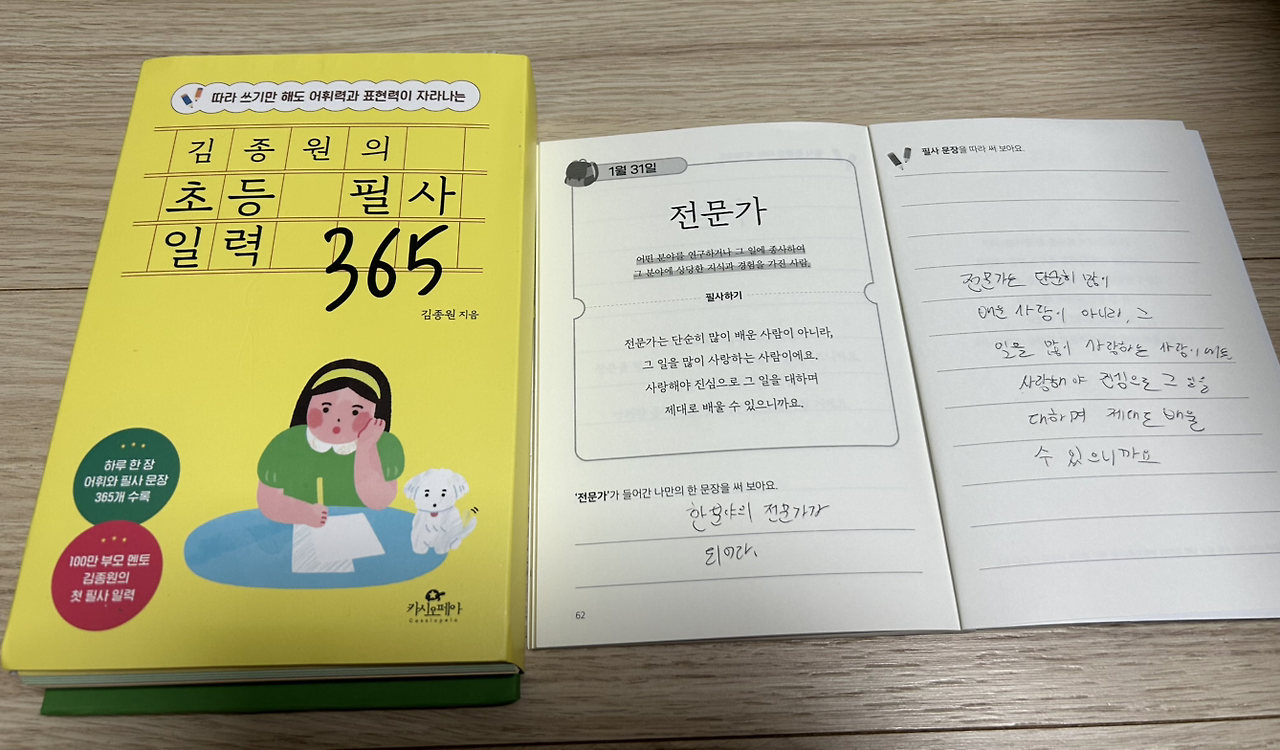 따라 쓰기만 해도 어휘력과 표현력이 자라나는
김종원의
초등 필사
일력 365
김종원 지음
하루 한 장
어휘와 필사 문장
365개 수록
100만 부모 멘토
김종원의
첫 필사 일력
카시오페아
Cassiopeia
1월 31일
전문가
어떤 분야를 연구하거나 그 일에 종사하여
그 분야에 상당한 지식과 경험을 가진 사람.
필사하기
전문가는 단순히 많이 배운 사람이 아니라,
그 일을 많이 사랑하는 사람이에요.
사랑해야 진심으로 그 일을 대하며
제대로 배울 수 있으니까요.
'전문가'가 들어간 나만의 한 문장을 써 보아요.
한 분야의 전문가가
되어라.
62
필사 문장을 따라 써 보아요.
전문가는 단순히 많이
배운 사람이 아니라, 그
일을 많이 사랑하는 사람이에요
사랑해야 진심으로 그 일을
대하며 제대로 배울
수 있으니까요